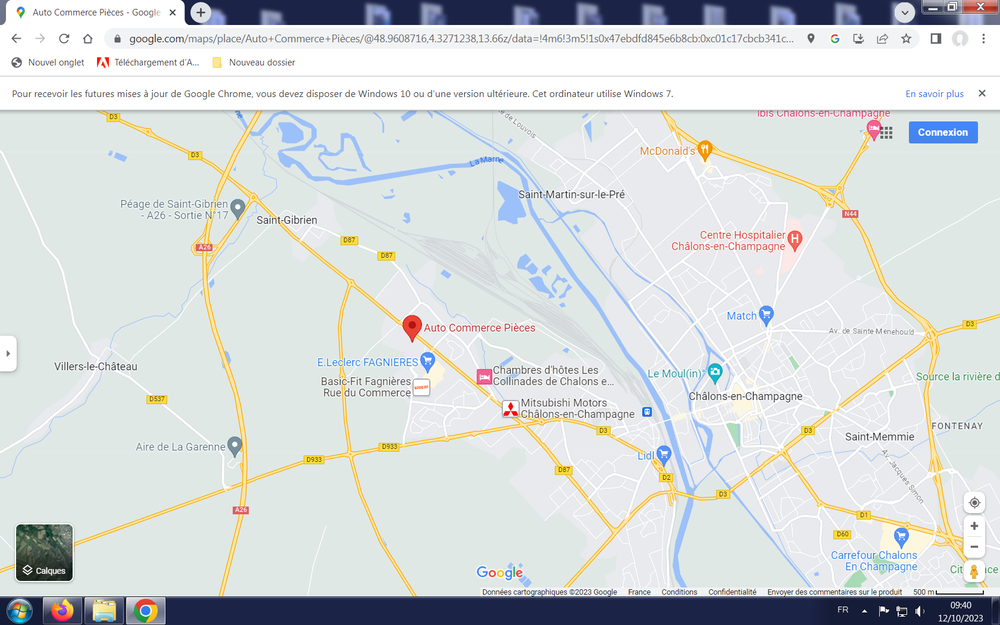 Auto Commerce Pièces - Google
google.com/maps/place/Auto+Commerce+Pièces/@48.9608716,4.3271238,13.66z/data=!4m6!3m5!1s0x47ebdfd845e6b8cb:0xc01c17cbcb341c...
Nouvel onglet
Téléchargement d'A...
Nouveau dossier
Pour recevoir les futures mises à jour de Google Chrome, vous devez disposer de Windows 10 ou d'une version ultérieure. Cet ordinateur utilise Windows 7.
En savoir plus
Ibis Chalons-en-Champagne
Connexion
D3
de Louvois
McDonald's
D3
La Marne
Saint-Martin-sur-le-Pré
Péage de Saint-Gibrien
- A26 - Sortie N°17
Saint-Gibrien
N44
Centre Hospitalier
Châlons-en-Champagne
H
D87
A26
D87
Match
Av. de Sainte-Menehould
D3
Auto Commerce Pièces
E.Leclerc FAGNIERES
Villers-le-Château
Chambres d'hôtes Les
Collinades de Chalons e...
Le Moul(in)°
Source la rivière d
Basic-Fit Fagnières
Rue du Commerce
BASIC-FIT
Châlons-en-Champagne
D537
Mitsubishi Motors
Châlons-en-Champagne
D3
D3
FONTENAY
Saint-Memmie
Aire de La Garenne
D933
D933
Lidl
Av. Jacques Simon
D87
D2
D3
A26
D1
D60
Carrefour Chalons
En Champagne
Calques
Google
Données cartographiques ©2023 Google
France
Conditions
Confidentialité
Envoyer des commentaires sur le produit
500 m
FR
09:40
12/10/2023